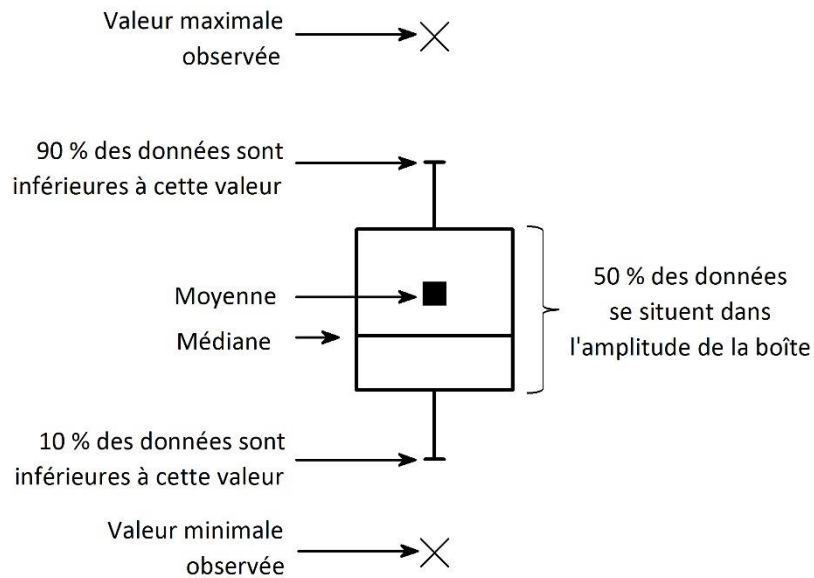 Valeur maximale
observée
90 % des données sont
inférieures à cette valeur
Moyenne
Médiane
50 % des données
se situent dans
l'amplitude de la boîte
10 % des données sont
inférieures à cette valeur
Valeur minimale
observée